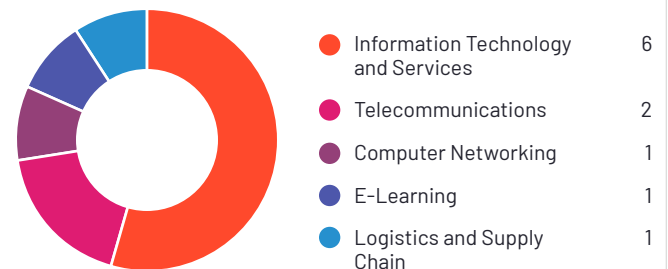 Information Technology 6
and Services
Telecommunications 2
Computer Networking 1
E-Learning 1
Logistics and Supply 1
Chain